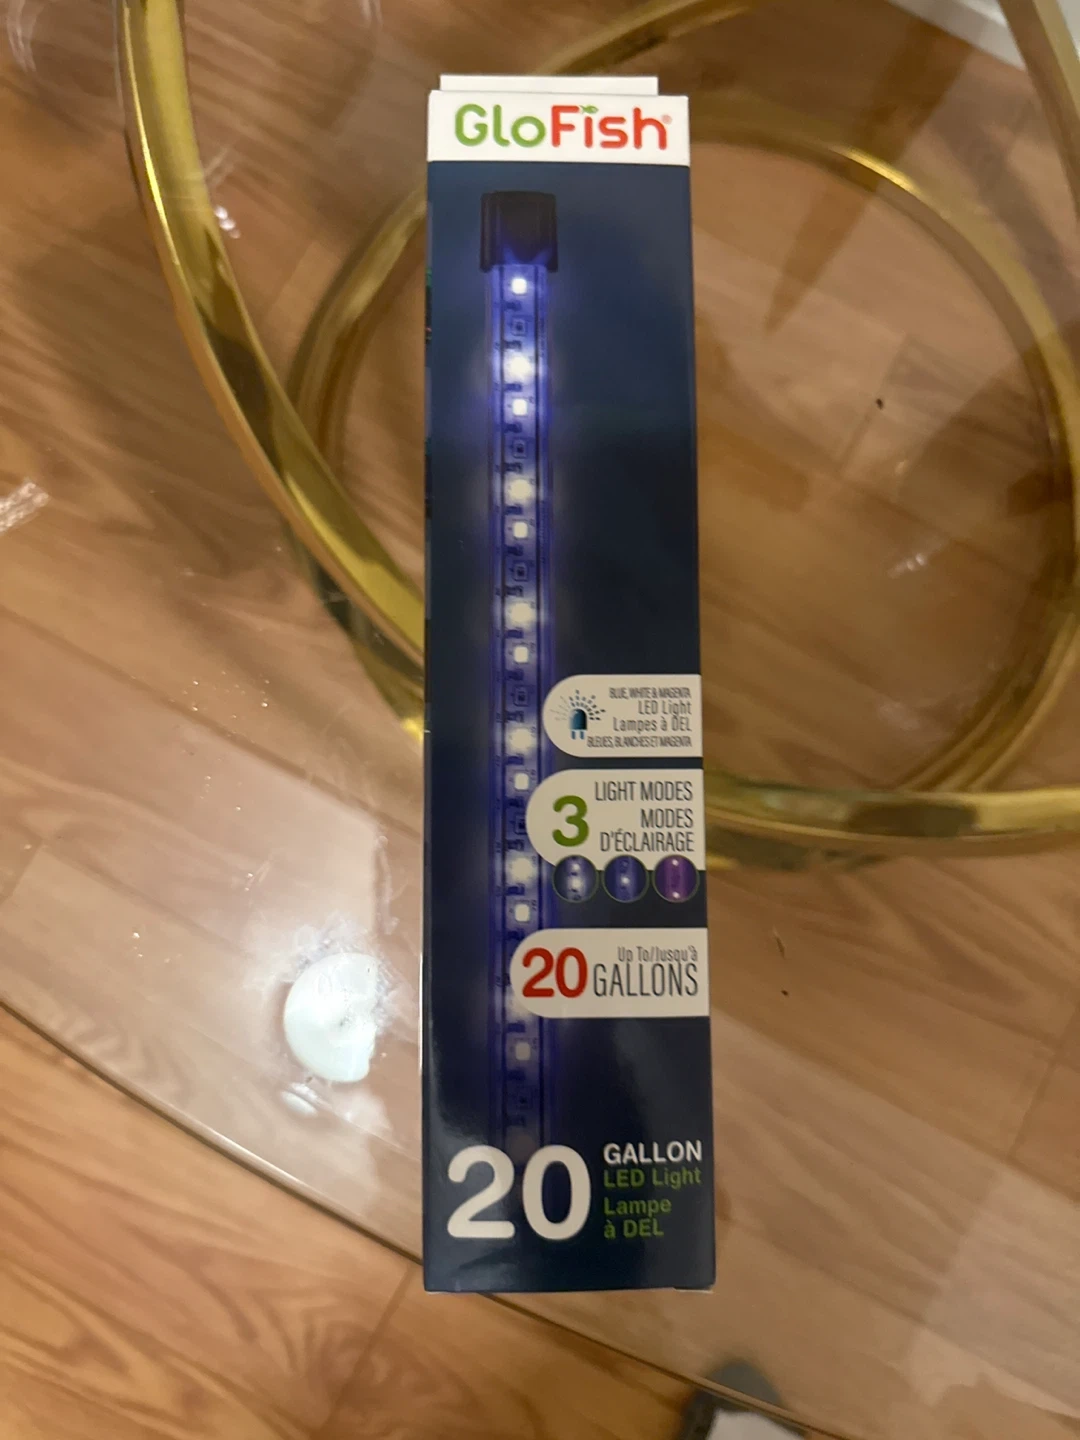 GloFish®
BLUE, WHITE & MAGENTA
LED Light
Lampes à DEL
BLEUES, BLANCHES ET MAGENTA
3
LIGHT MODES
MODES
D'ÉCLAIRAGE
20
Up To/Jusqu'à
GALLONS
20
GALLON
LED Light
Lampe
à DEL